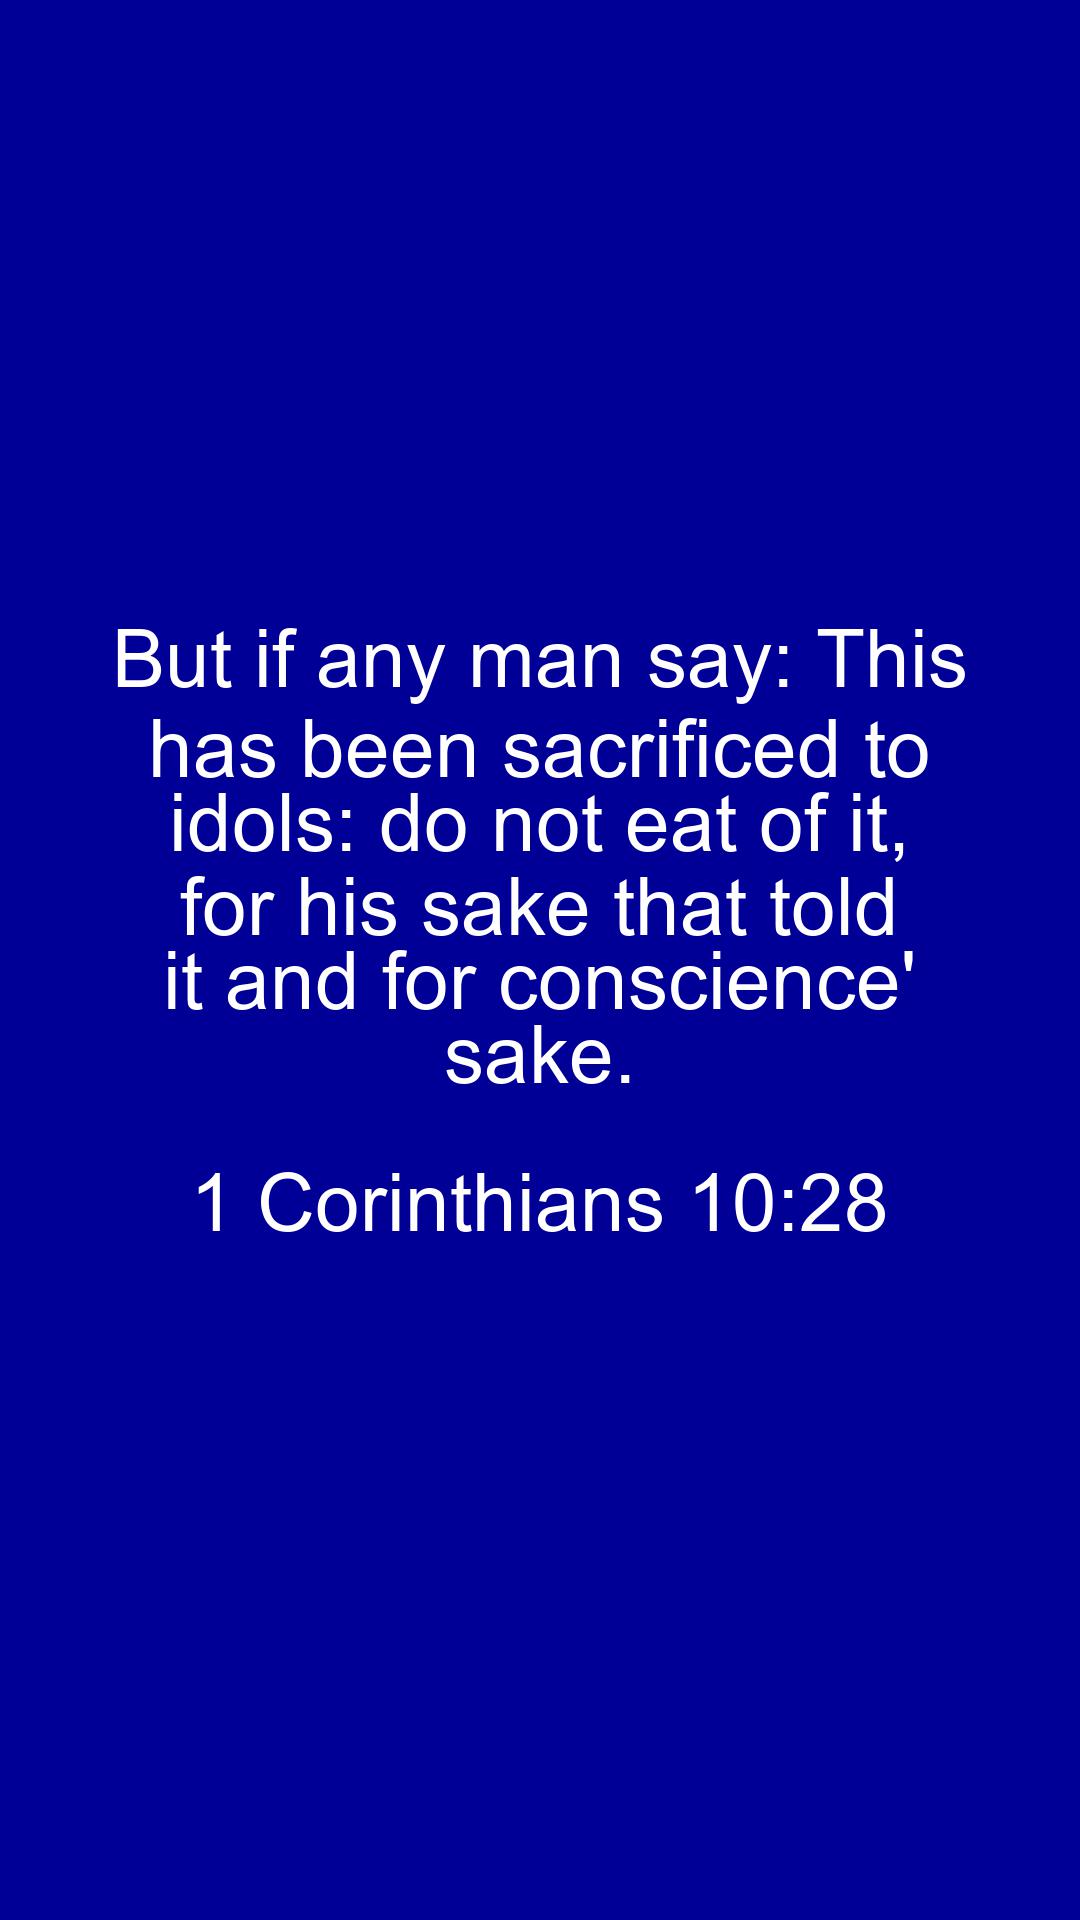 But if any man say: This
has been sacrificed to
idols: do not eat of it,
for his sake that told
it and for conscience'
sake.
1 Corinthians 10:28